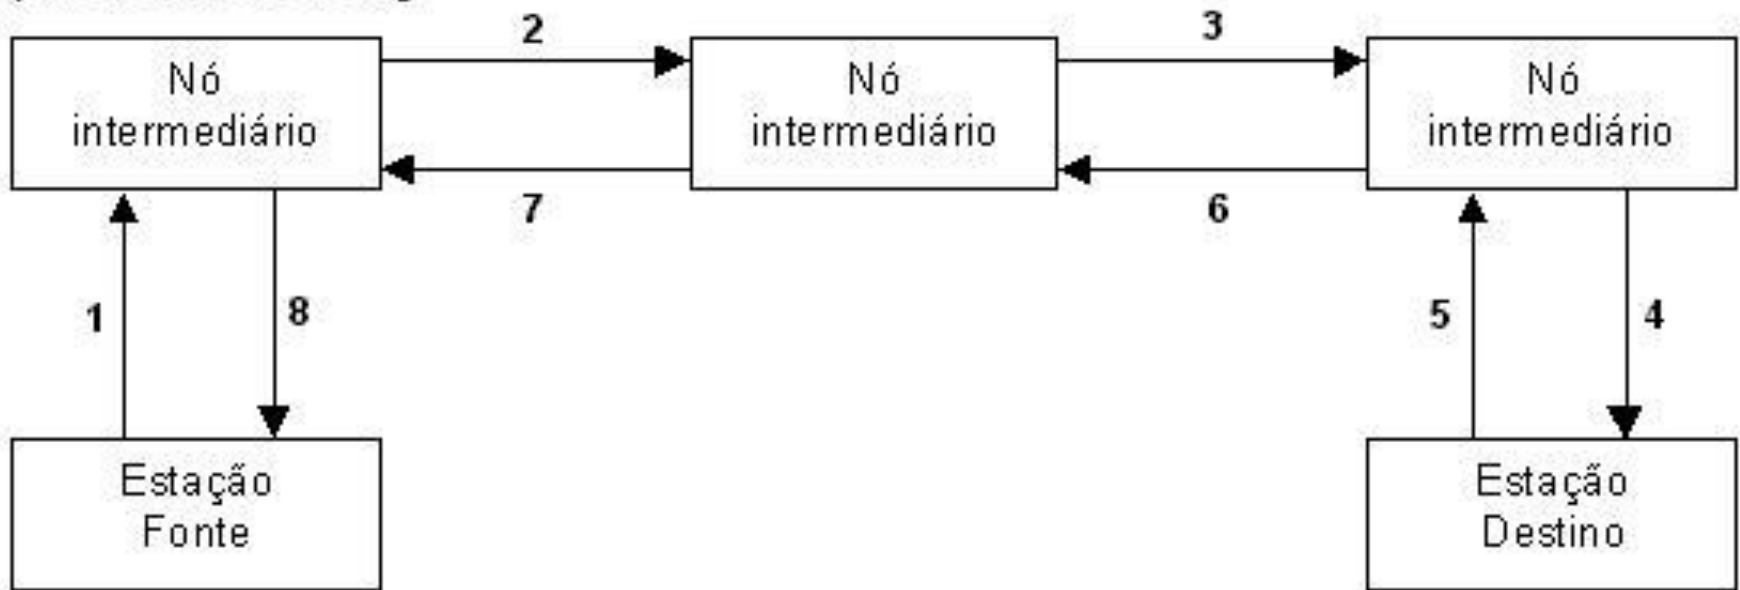 2
3
Nó
intermediário
Nó
intermediário
Nó
intermediário
7
6
1
8
5
4
Estação
Fonte
Estação
Destino